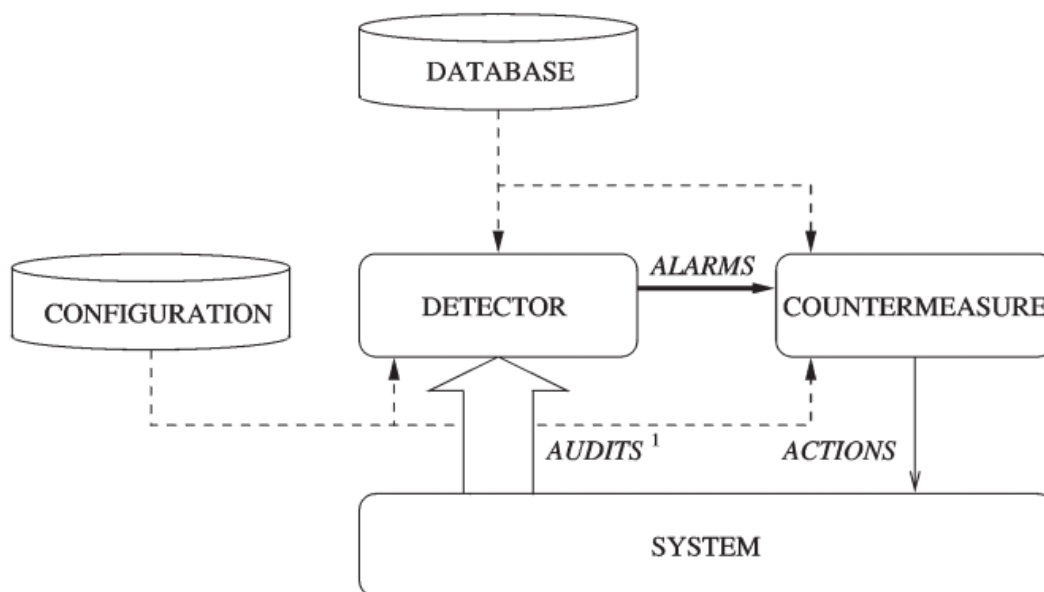 DATABASE
ALARMS
CONFIGURATION
DETECTOR
COUNTERMEASURE
AUDITS 1
ACTIONS
SYSTEM